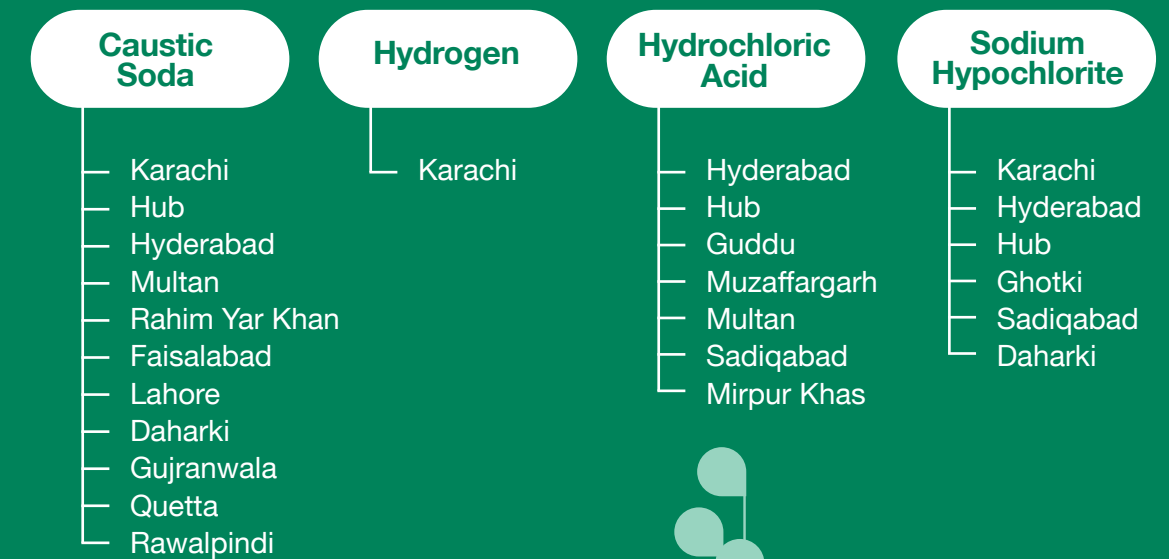 Caustic
Soda
Karachi
Hub
Hyderabad
Multan
Rahim Yar Khan
Faisalabad
Lahore
Daharki
Gujranwala
Quetta
Rawalpindi
Hydrogen
Karachi
Hydrochloric
Acid
Hyderabad
Hub
Guddu
Muzaffargarh
Multan
Sadiqabad
Mirpur Khas
Sodium
Hypochlorite
Karachi
Hyderabad
Hub
Ghotki
Sadiqabad
Daharki